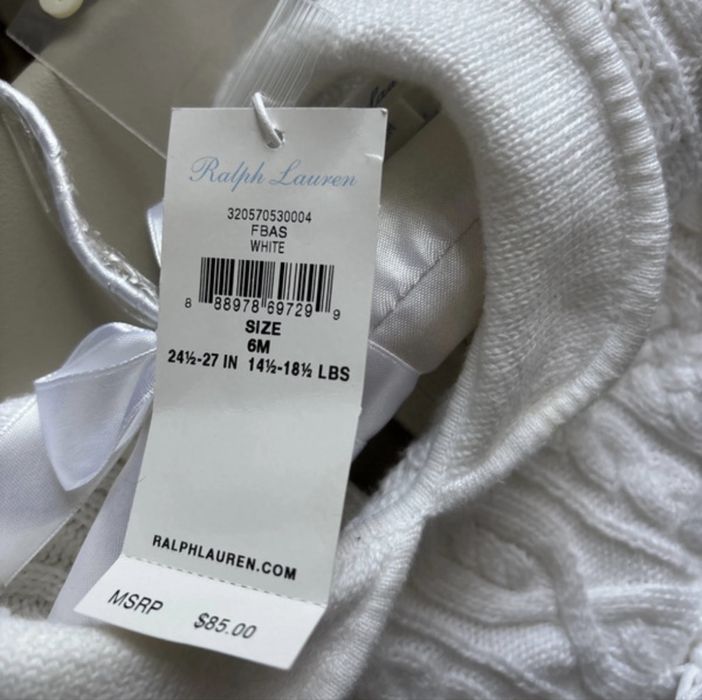 Ralph Lauren
320570530004
FBAS
WHITE
8 88978 69729 9
SIZE
6M
24½-27 IN 14½-18½ LBS
RALPHLAUREN.COM
MSRP $85.00